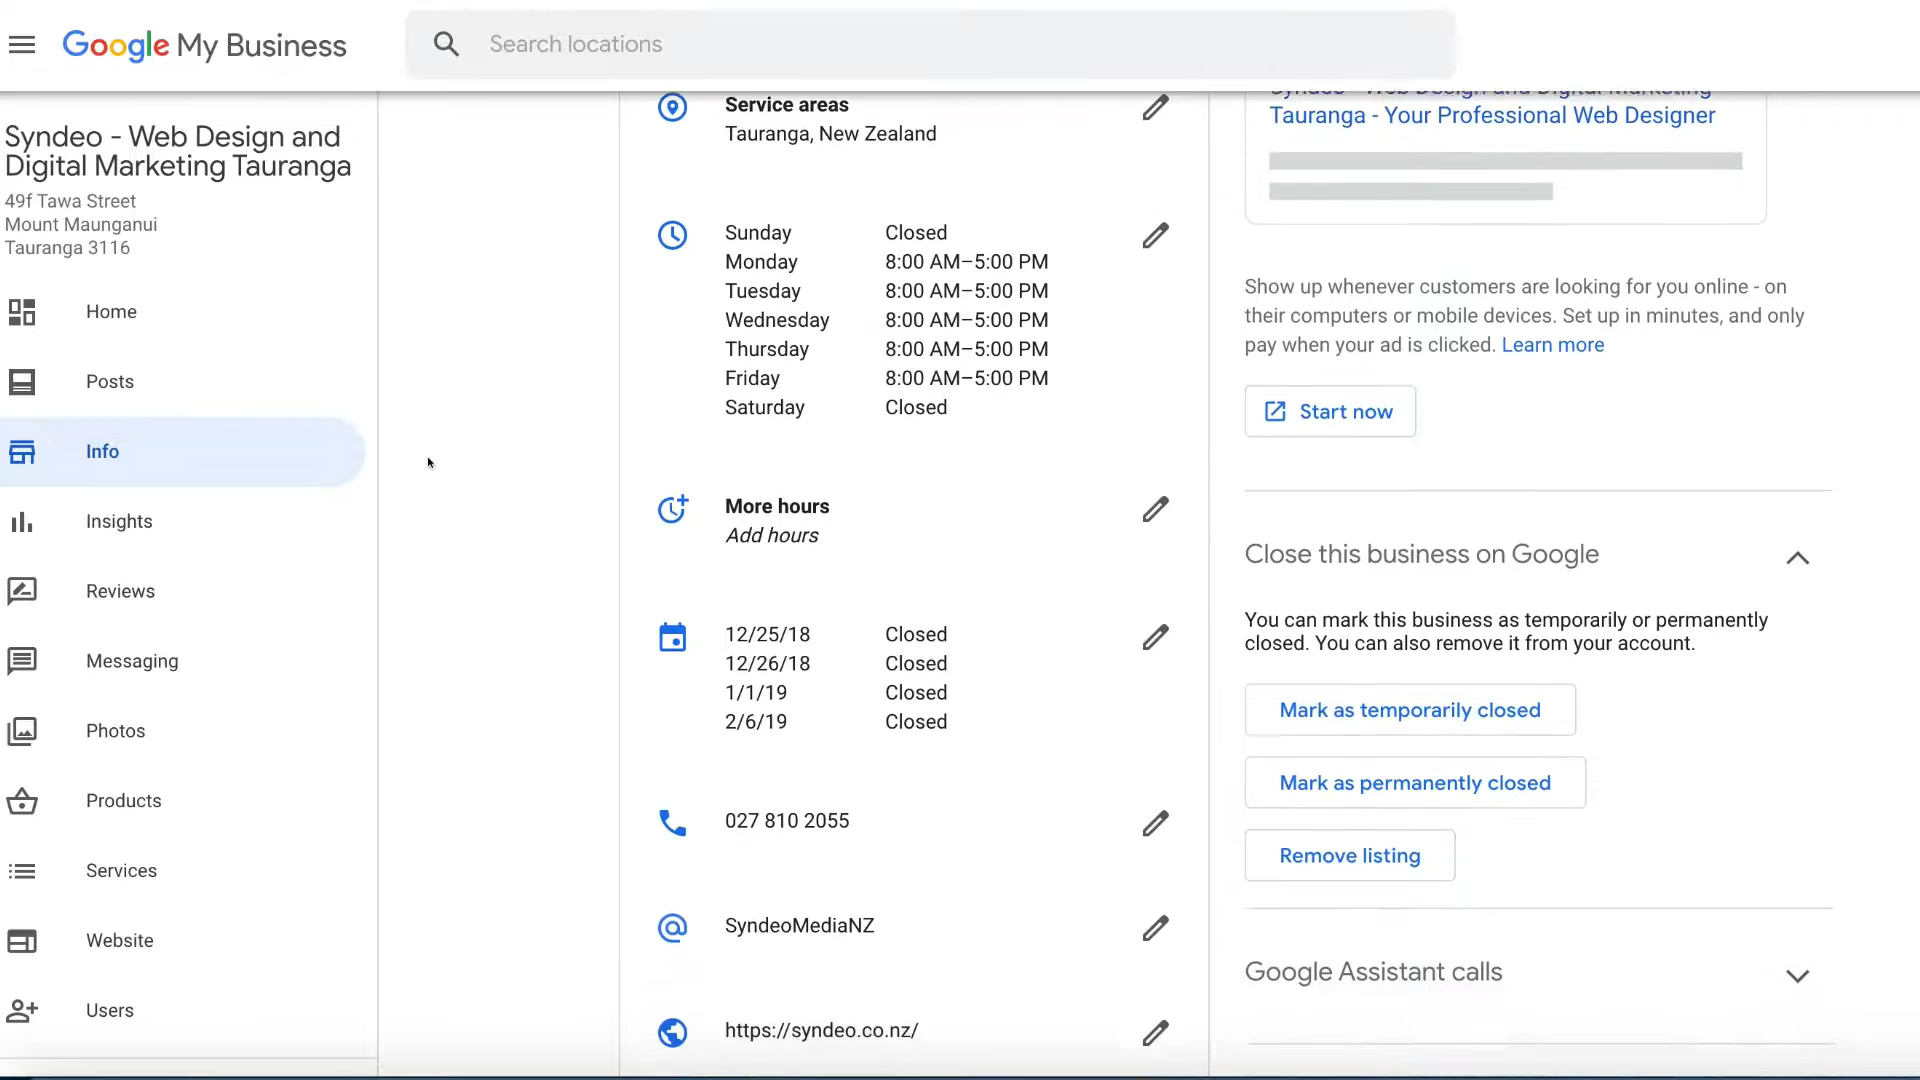 Google My Business
Search locations
Syndeo - Web Design and
Digital Marketing Tauranga
49f Tawa Street
Mount Maunganui
Tauranga 3116
Home
Posts
Info
Insights
Reviews
Messaging
Photos
Products
Services
Website
Users
Service areas
Tauranga, New Zealand
Sunday Closed
Monday 8:00 AM–5:00 PM
Tuesday 8:00 AM–5:00 PM
Wednesday 8:00 AM–5:00 PM
Thursday 8:00 AM–5:00 PM
Friday 8:00 AM–5:00 PM
Saturday Closed
More hours
Add hours
12/25/18 Closed
12/26/18 Closed
1/1/19 Closed
2/6/19 Closed
027 810 2055
SyndeoMediaNZ
https://syndeo.co.nz/
Syndeo - Web Design and Digital Marketing
Tauranga - Your Professional Web Designer
Show up whenever customers are looking for you online - on
their computers or mobile devices. Set up in minutes, and only
pay when your ad is clicked. Learn more
Start now
Close this business on Google
You can mark this business as temporarily or permanently
closed. You can also remove it from your account.
Mark as temporarily closed
Mark as permanently closed
Remove listing
Google Assistant calls